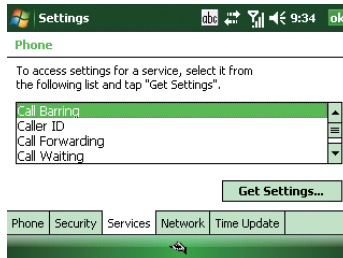 Settings abc 9:34 ok
Phone
To access settings for a service, select it from
the following list and tap "Get Settings".
Call Barring
Caller ID
Call Forwarding
Call Waiting
Get Settings...
Phone Security Services Network Time Update